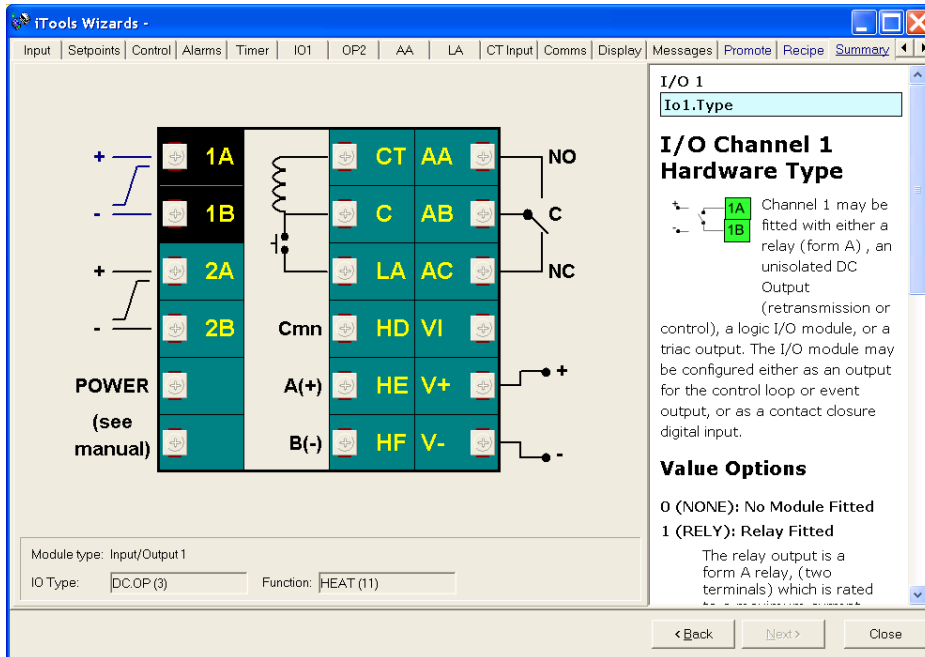 iTools Wizards -
Input Setpoints Control Alarms Timer IO1 OP2 AA LA CT Input Comms Display Messages Promote Recipe Summary
+ 1A CT AA NO
- 1B C AB C
+ 2A LA AC NC
- 2B Cmn HD VI
POWER A(+) HE V+ +
(see
manual) B(-) HF V- -
Module type: Input/Output 1
IO Type: DC.OP (3) Function: HEAT (11)
I/O 1
Io1.Type
I/O Channel 1
Hardware Type
+ 1A
- 1B
Channel 1 may be
fitted with either a
relay (form A) , an
unisolated DC
Output
(retransmission or
control), a logic I/O module, or a
triac output. The I/O module may
be configured either as an output
for the control loop or event
output, or as a contact closure
digital input.
Value Options
0 (NONE): No Module Fitted
1 (RELY): Relay Fitted
The relay output is a
form A relay, (two
terminals) which is rated
< Back Next > Close